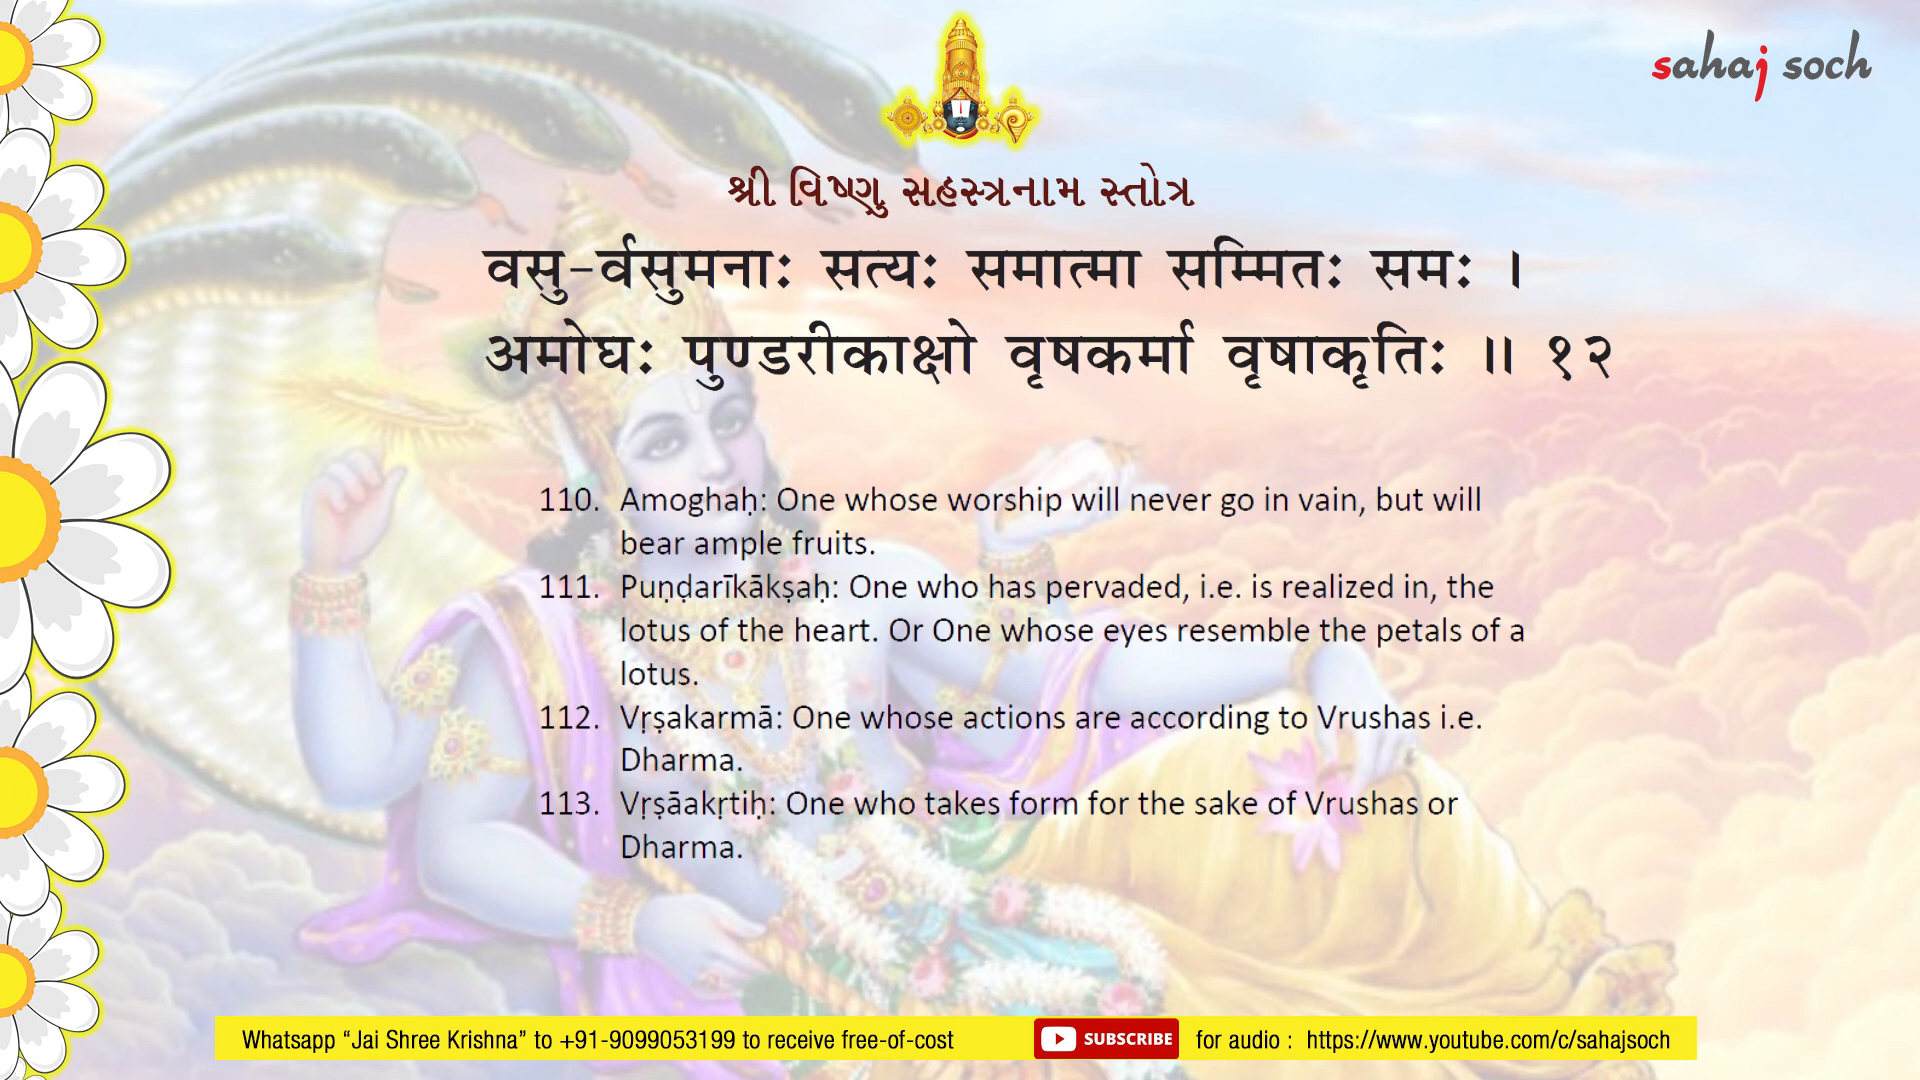 sahaj soch
શ્રી વિષ્ણુ સહસ્ત્રનામ સ્તોત્ર
वसु-र्वसुमनाः सत्यः समात्मा सम्मितः समः ।
अमोघः पुण्डरीकाक्षो वृषकर्मा वृषाकृतिः ॥ १२
110. Amoghaḥ: One whose worship will never go in vain, but will
bear ample fruits.
111. Puṇḍarīkākṣaḥ: One who has pervaded, i.e. is realized in, the
lotus of the heart. Or One whose eyes resemble the petals of a
lotus.
112. Vṛṣakarmā: One whose actions are according to Vrushas i.e.
Dharma.
113. Vṛṣāakṛtiḥ: One who takes form for the sake of Vrushas or
Dharma.
Whatsapp “Jai Shree Krishna” to +91-9099053199 to receive free-of-cost SUBSCRIBE for audio : https://www.youtube.com/c/sahajsoch